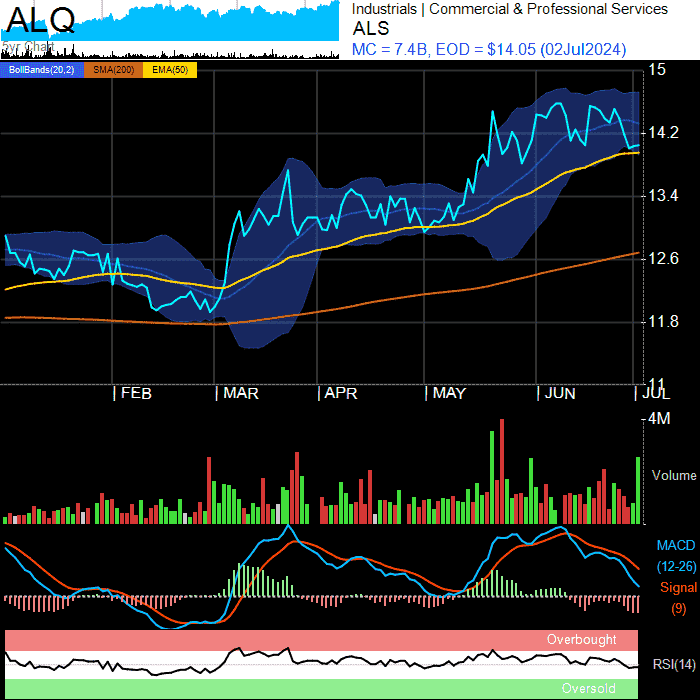 ALQ
5yr Chart
Industrials | Commercial & Professional Services
ALS
MC = 7.4B, EOD = $14.05 (02Jul2024)
BollBands(20,2) SMA(200) EMA(50)
15
14.2
13.4
12.6
11.8
11
| FEB | MAR | APR | MAY | JUN | JUL
4M
Volume
MACD
(12-26)
Signal
(9)
Overbought
RSI(14)
Oversold